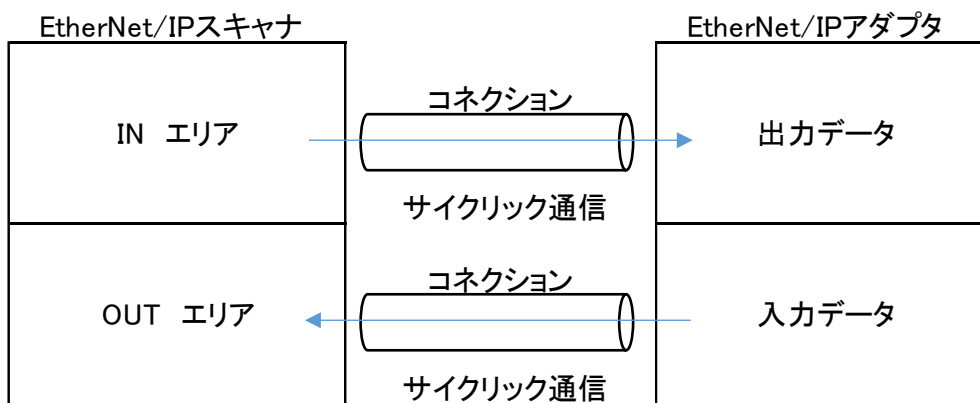 EtherNet/IPスキャナ
EtherNet/IPアダプタ
コネクション
IN エリア
出力データ
サイクリック通信
コネクション
OUT エリア
入力データ
サイクリック通信